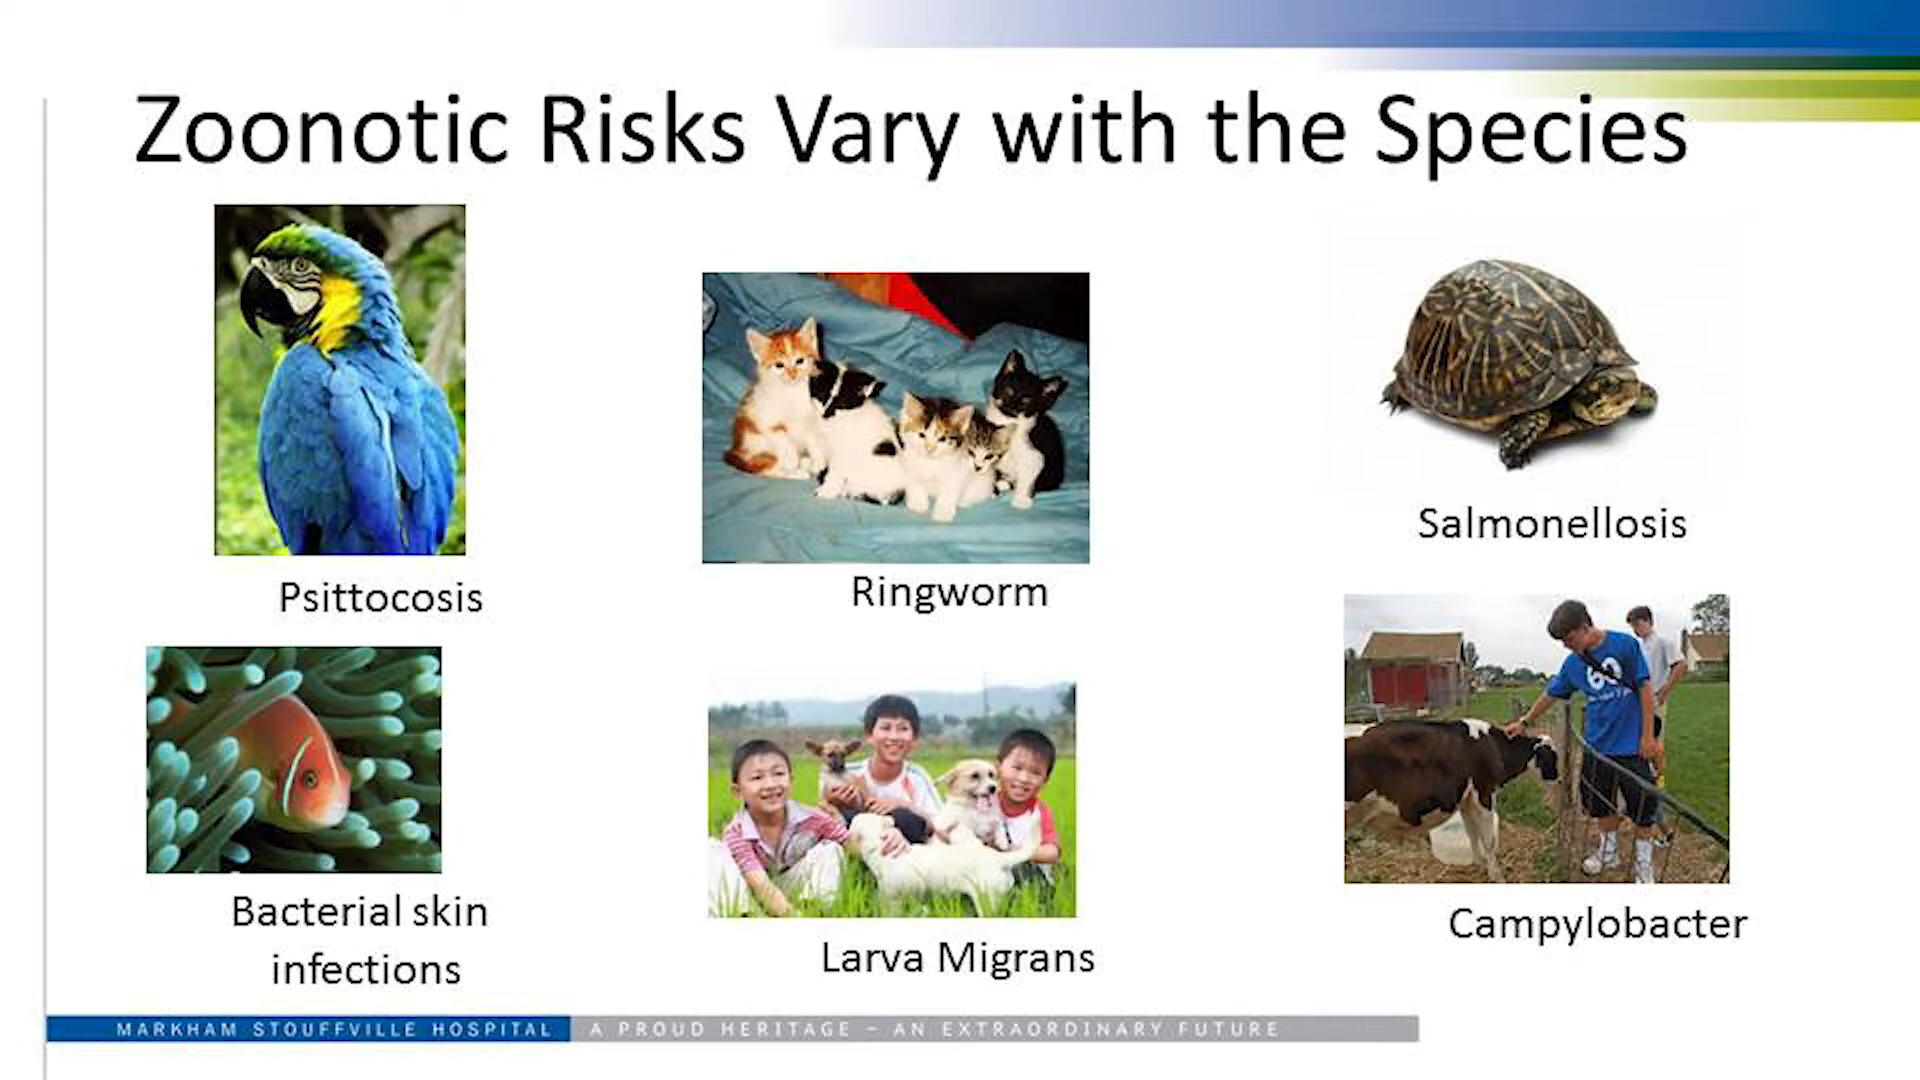 Zoonotic Risks Vary with the Species
Psittocosis
Ringworm
Salmonellosis
Bacterial skin
infections
Larva Migrans
Campylobacter
MARKHAM STOUFFVILLE HOSPITAL A PROUD HERITAGE – AN EXTRAORDINARY FUTURE